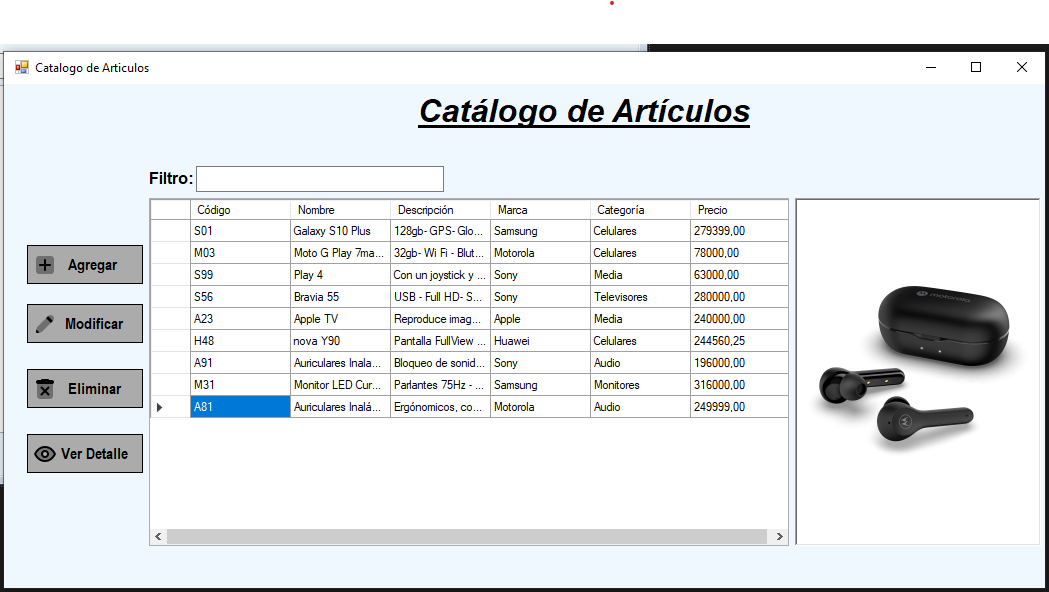 Catalogo de Articulos
Catálogo de Artículos
Filtro:
Código Nombre Descripción Marca Categoría Precio
S01 Galaxy S10 Plus 128gb- GPS- Glo... Samsung Celulares 279399,00
M03 Moto G Play 7ma... 32gb- Wi Fi - Blut... Motorola Celulares 78000,00
S99 Play 4 Con un joystick y ... Sony Media 63000,00
S56 Bravia 55 USB - Full HD- S... Sony Televisores 280000,00
A23 Apple TV Reproduce imag... Apple Media 240000,00
H48 nova Y90 Pantalla FullView ... Huawei Celulares 244560,25
A91 Auriculares Inala... Bloqueo de sonid... Sony Audio 196000,00
M31 Monitor LED Cur... Parlantes 75Hz - ... Samsung Monitores 316000,00
A81 Auriculares Inalá... Ergónomicos, co... Motorola Audio 249999,00
Agregar
Modificar
Eliminar
Ver Detalle
motorola